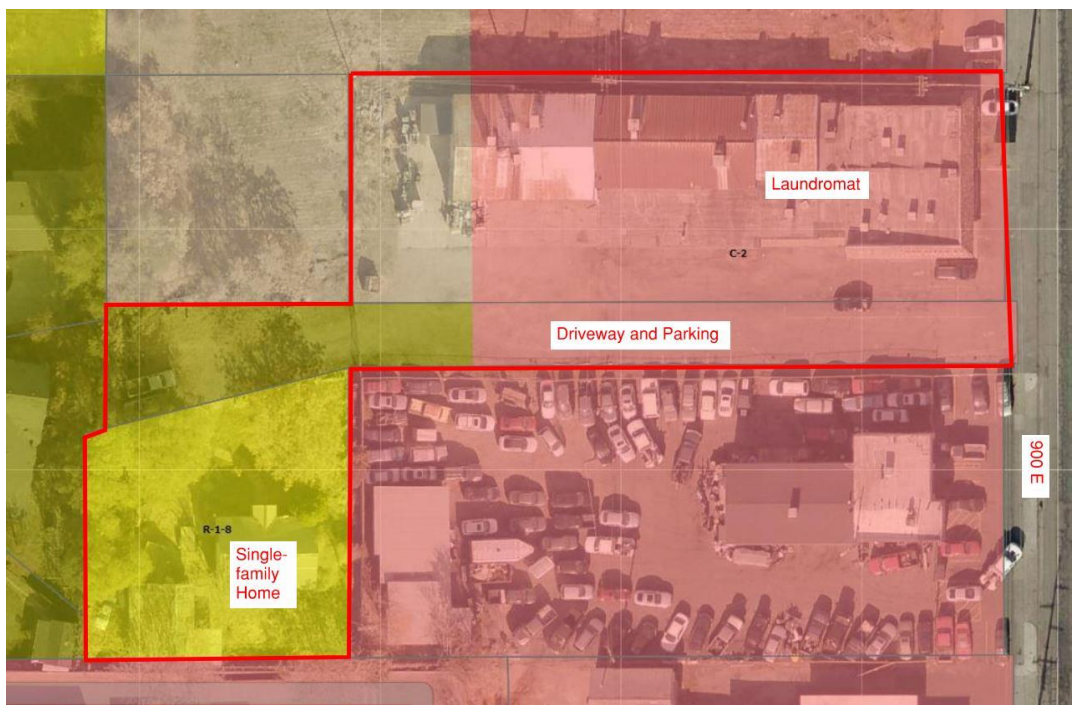 Laundromat
C-2
Driveway and Parking
900 E
R-1-8
Single-
family
Home